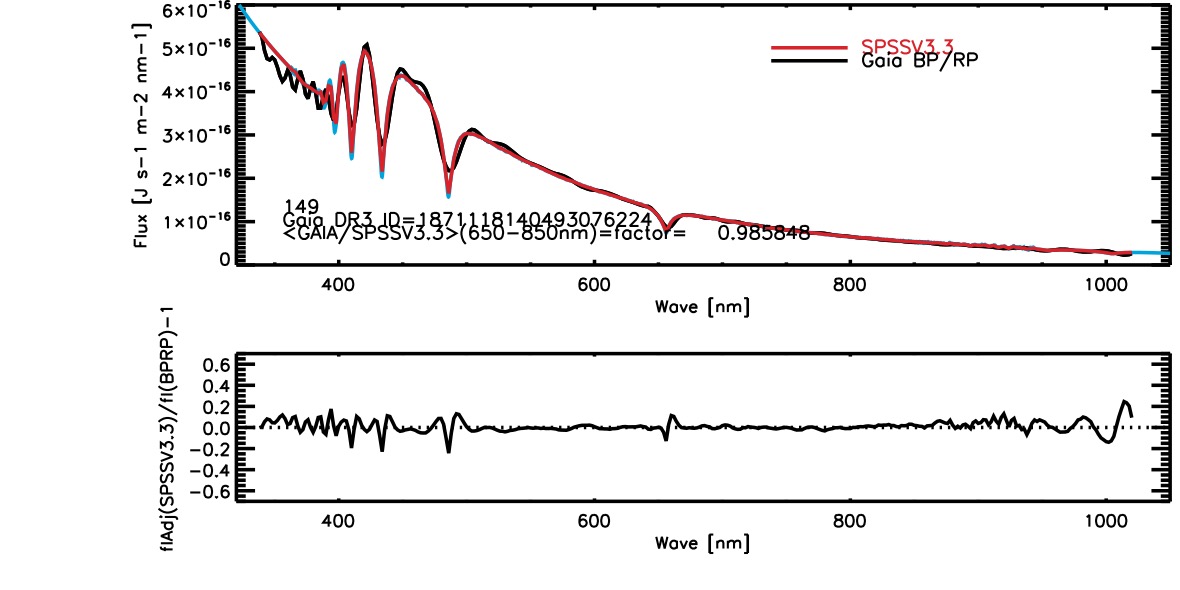 6×10−16
5×10−16
4×10−16
3×10−16
2×10−16
1×10−16
0
Flux [J s−1 m−2 nm−1]
SPSSV3.3
Gaia BP/RP
149
Gaia DR3 ID=1871118140493076224
<GAIA/SPSSV3.3>(650−850nm)=factor= 0.985848
400 600 800 1000
Wave [nm]
flAdj(SPSSV3.3)/fl(BPRP)−1
0.6
0.4
0.2
0.0
−0.2
−0.4
−0.6
400 600 800 1000
Wave [nm]